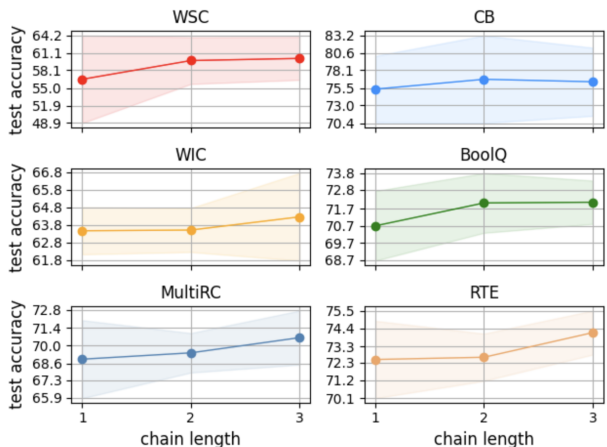 WSC
test accuracy
64.2
61.1
58.1
55.0
51.9
48.9
CB
83.2
80.6
78.1
75.5
73.0
70.4
WIC
test accuracy
66.8
65.8
64.8
63.8
62.8
61.8
BoolQ
73.8
72.8
71.7
70.7
69.7
68.7
MultiRC
test accuracy
72.8
71.4
70.0
68.6
67.3
65.9
1 2 3
chain length
RTE
75.5
74.4
73.3
72.3
71.2
70.1
1 2 3
chain length